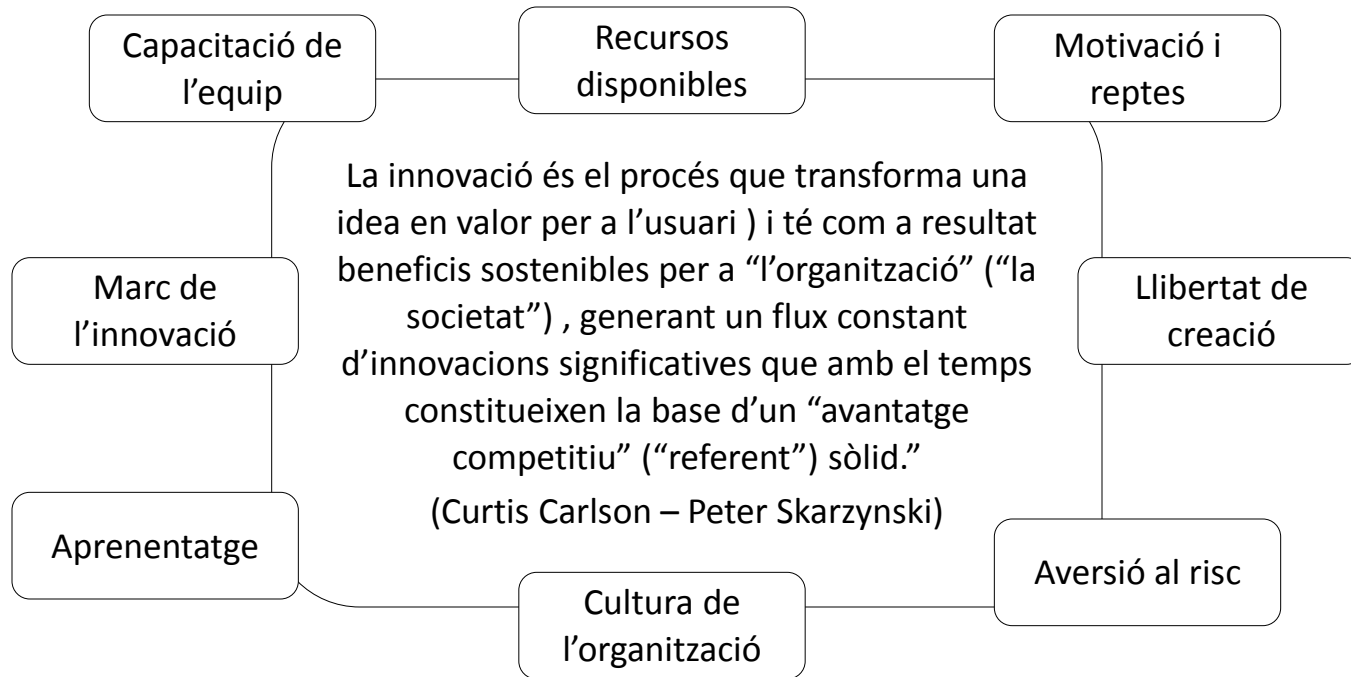 Capacitació de
l’equip
Recursos
disponibles
Motivació i
reptes
La innovació és el procés que transforma una
idea en valor per a l’usuari ) i té com a resultat
beneficis sostenibles per a “l’organització” (“la
societat”) , generant un flux constant
d’innovacions significatives que amb el temps
constitueixen la base d’un “avantatge
competitiu” (“referent”) sòlid.”
(Curtis Carlson – Peter Skarzynski)
Marc de
l’innovació
Llibertat de
creació
Aprenentatge
Aversió al risc
Cultura de
l’organització